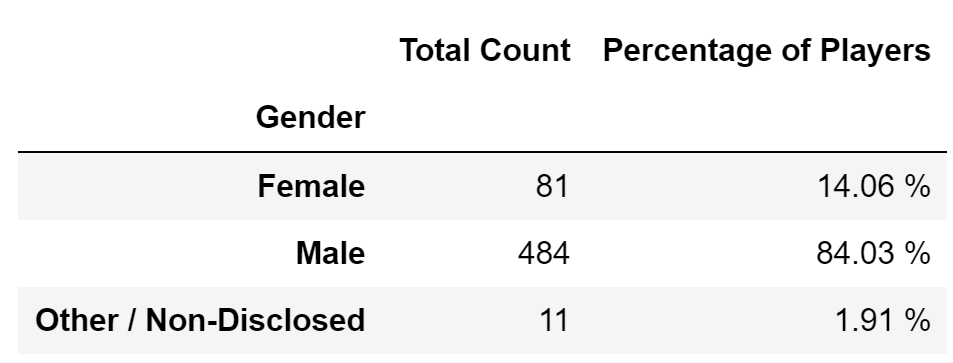 Total Count Percentage of Players
Gender
Female 81 14.06 %
Male 484 84.03 %
Other / Non-Disclosed 11 1.91 %